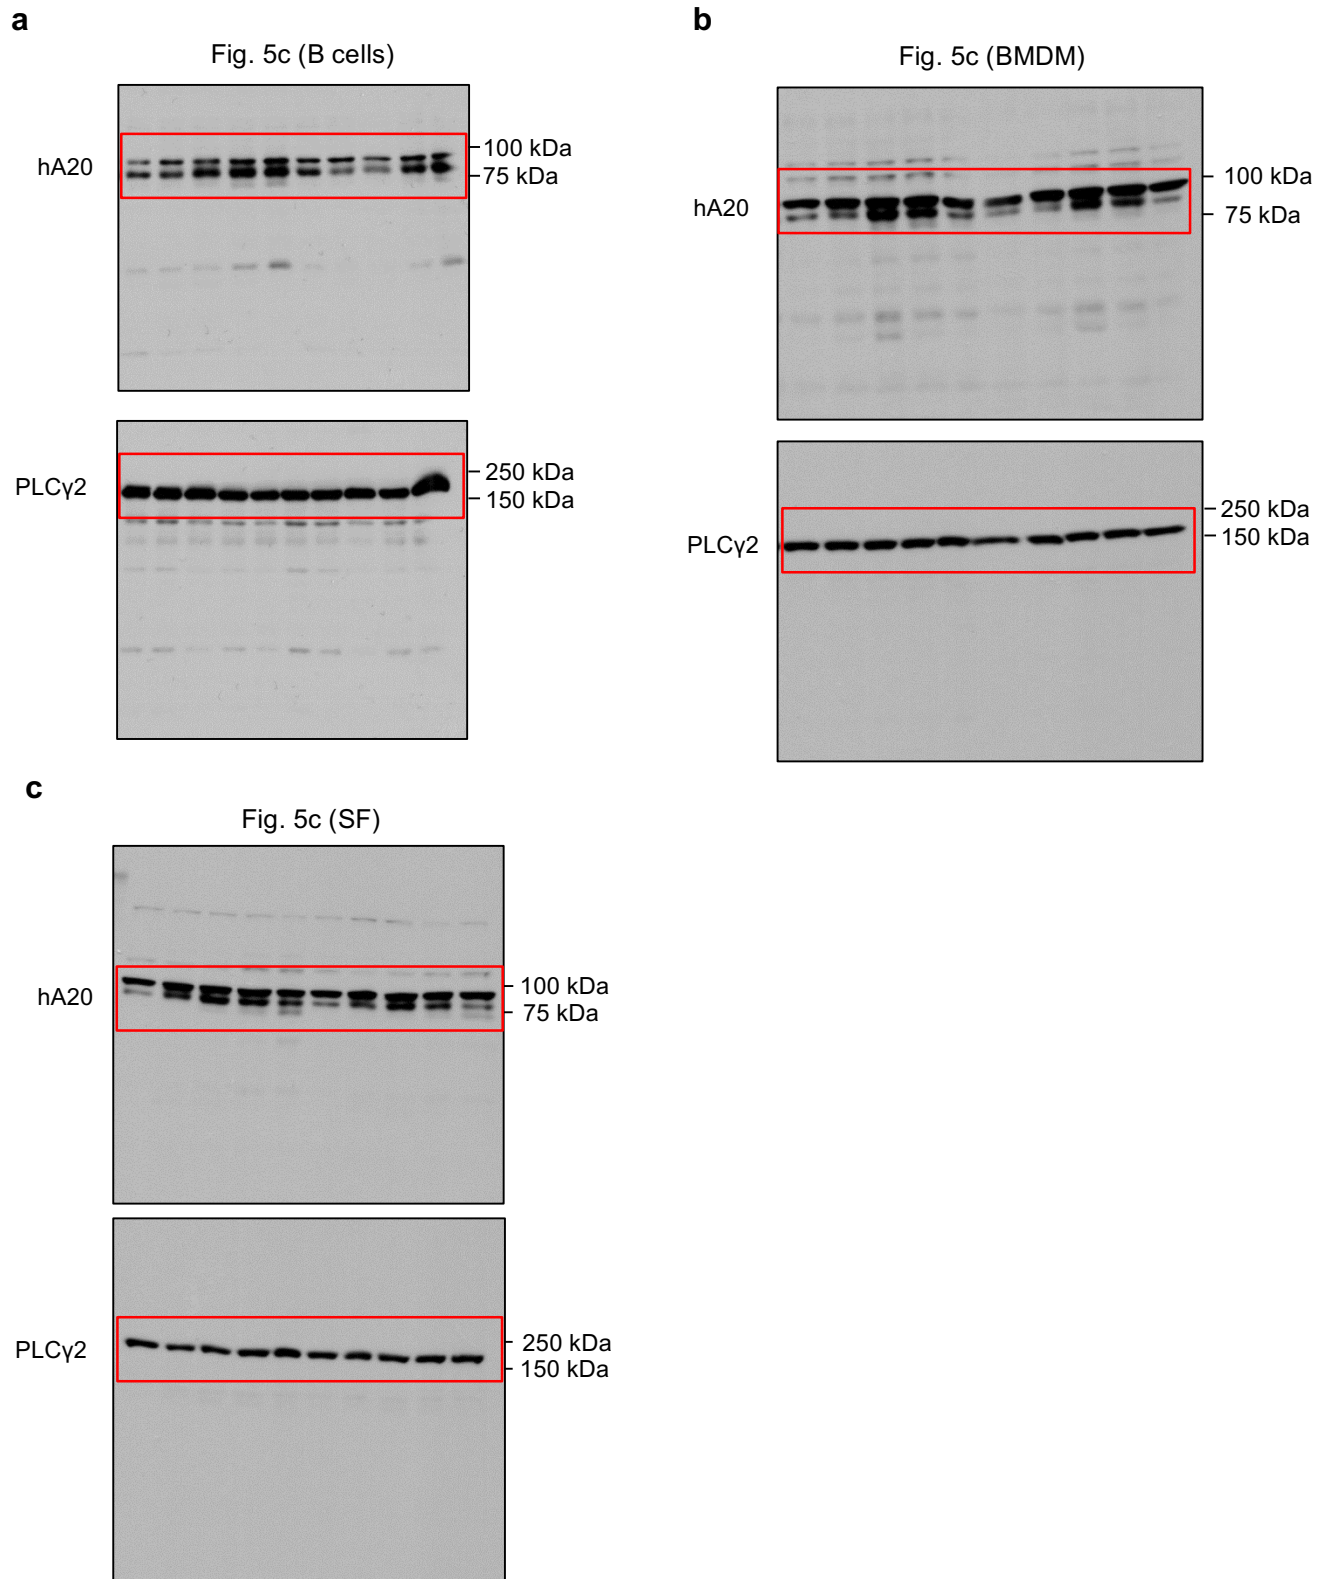 a
Fig. 5c (B cells)
hA20
100 kDa
75 kDa
PLCγ2
250 kDa
150 kDa
b
Fig. 5c (BMDM)
hA20
100 kDa
75 kDa
PLCγ2
250 kDa
150 kDa
c
Fig. 5c (SF)
hA20
100 kDa
75 kDa
PLCγ2
250 kDa
150 kDa